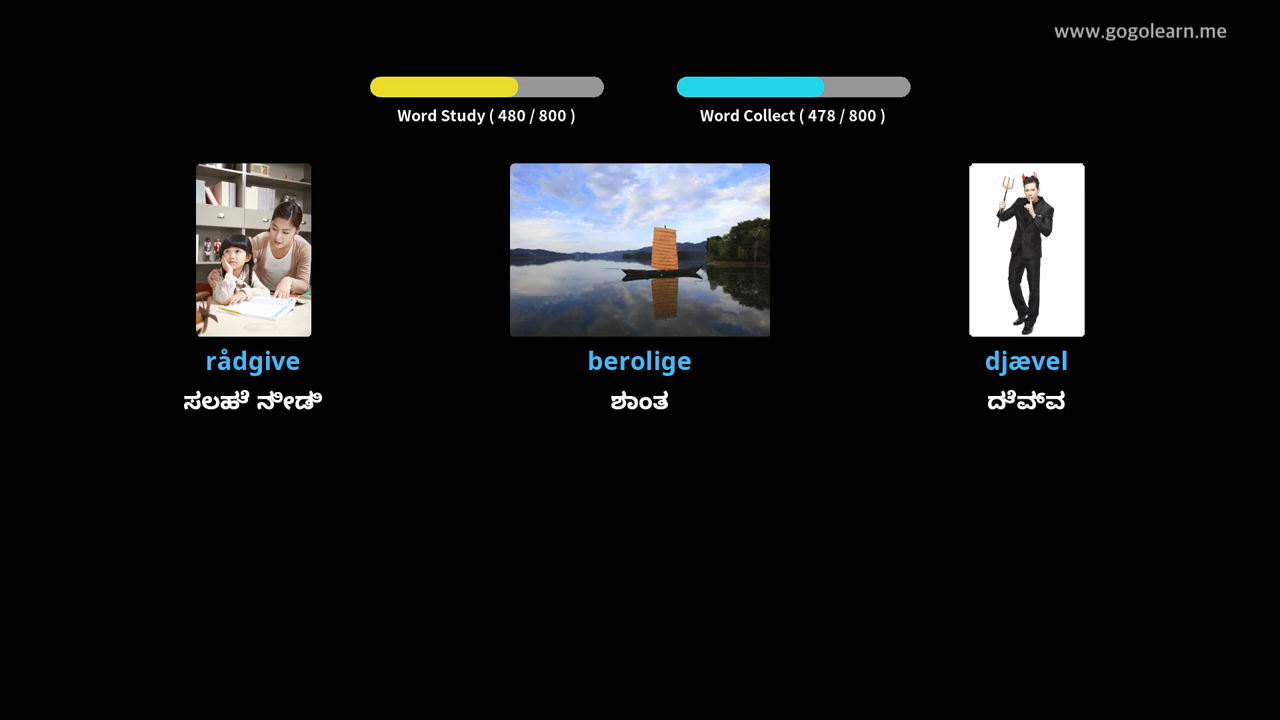 www.gogolearn.me
Word Study ( 480 / 800 )
Word Collect ( 478 / 800 )
rådgive
berolige
djævel
ಸಲಹೆ ನೀಡಿ
ಶಾಂತ
ದೆವ್ವ